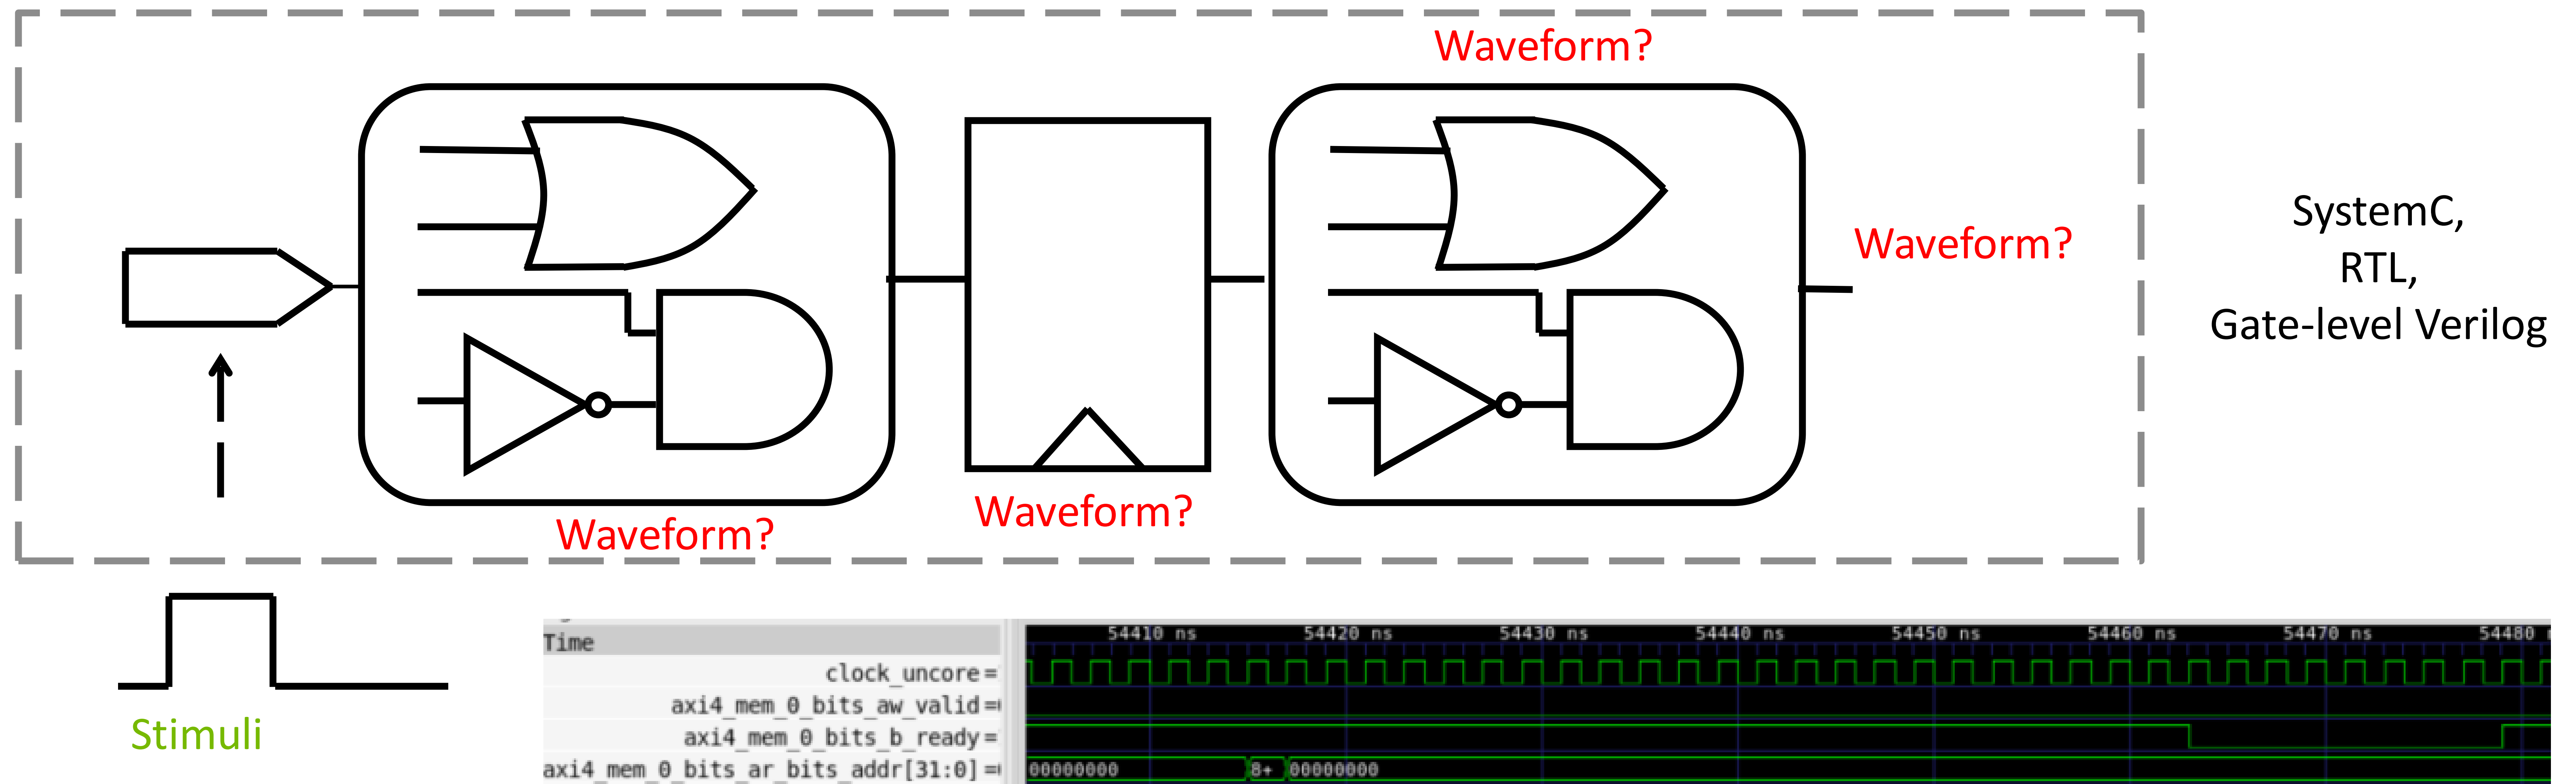 Waveform?
Waveform?
SystemC,
RTL,
Gate-level Verilog
Waveform?
Waveform?
Stimuli
Time
54410 ns
54420 ns
54430 ns
54440 ns
54450 ns
54460 ns
54470 ns
54480
clock_uncore=
axi4_mem_0_bits_aw_valid=
axi4_mem_0_bits_b_ready=
axi4_mem_0_bits_ar_bits_addr[31:0]=
00000000
8+
00000000